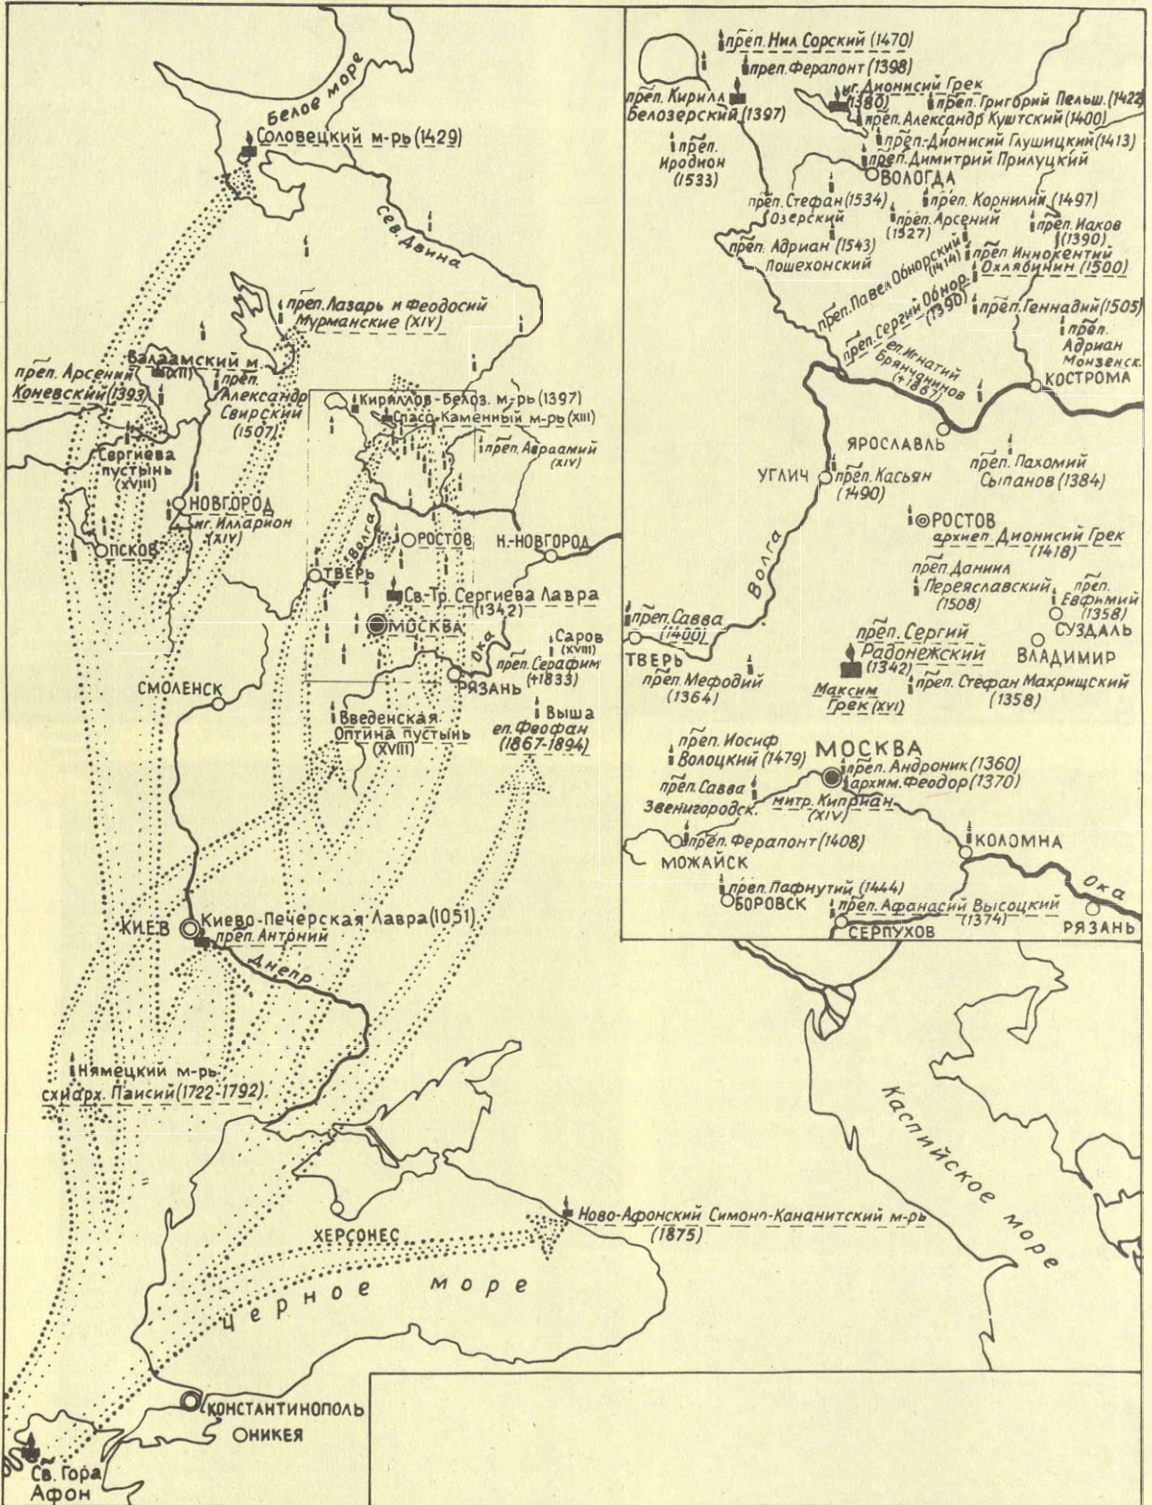 Белое море
Соловецкий м-рь (1429)
Сев. Двина
преп. Лазарь и Феодосий
Мурманские (XIV)
Валаамский м.
(XII)
преп. Арсений
Коневский (1393)
преп.
Александр
Свирский
(1507)
Кириллов-Белоз. м-рь (1397)
Спасо-Каменный м-рь (XIII)
преп. Авраамий
(XIV)
Сергиева
пустынь
(XVIII)
НОВГОРОД
иг. Илларион
(XIV)
ПСКОВ
Волга
РОСТОВ
Н.-НОВГОРОД
ТВЕРЬ
Св.-Тр. Сергиева Лавра
(1342)
МОСКВА
Ока
Саров
(XVIII)
преп. Серафим
(+1833)
РЯЗАНЬ
СМОЛЕНСК
Введенская
Оптина пустынь
(XVIII)
Выша
еп. Феофан
(1867-1894)
КИЕВ
Киево-Печерская Лавра (1051)
преп. Антоний
Днепр
Нямецкий м-рь
схиарх. Паисий (1722-1792)
ХЕРСОНЕС
Ново-Афонский Симоно-Кананитский м-рь
(1875)
Черное море
Каспийское море
КОНСТАНТИНОПОЛЬ
НИКЕЯ
Св. Гора
Афон
преп. Нил Сорский (1470)
преп. Ферапонт (1398)
преп. Кирилл
Белозерский (1397)
иг. Дионисий Грек
(1380)
преп. Григорий Пельш. (1422
преп. Александр Куштский (1400)
преп. Дионисий Глушицкий (1413)
преп. Димитрий Прилуцкий
ВОЛОГДА
преп.
Иродион
(1533)
преп. Стефан (1534)
Озерский
преп. Корнилий (1497)
преп. Арсений
(1527)
преп. Иаков
(1390)
преп. Адриан (1543)
Пошехонский
преп. Иннокентий
Охлябинин (1500)
преп. Павел Обнорский
(1414)
преп. Сергий Обнор.
(1390)
преп. Геннадий (1505)
преп.
Адриан
Монзенск.
еп. Игнатий
Брянчанинов
(+1867)
КОСТРОМА
ЯРОСЛАВЛЬ
УГЛИЧ
преп. Касьян
(1490)
преп. Пахомий
Сыпанов (1384)
РОСТОВ
архиеп. Дионисий Грек
(1418)
Волга
преп. Даниил
Переяславский
(1508)
преп.
Евфимий
(1358)
СУЗДАЛЬ
преп. Савва
(1400)
ТВЕРЬ
преп. Сергий
Радонежский
(1342)
ВЛАДИМИР
преп. Мефодий
(1364)
Максим
Грек (XVI)
преп. Стефан Махрищский
(1358)
преп. Иосиф
Волоцкий (1479)
МОСКВА
преп. Андроник (1360)
архим. Феодор (1370)
преп. Савва
Звенигородск.
митр. Киприан
(XIV)
преп. Ферапонт (1408)
МОЖАЙСК
КОЛОМНА
преп. Пафнутий (1444)
БОРОВСК
преп. Афанасий Высоцкий
(1374)
СЕРПУХОВ
Ока
РЯЗАНЬ